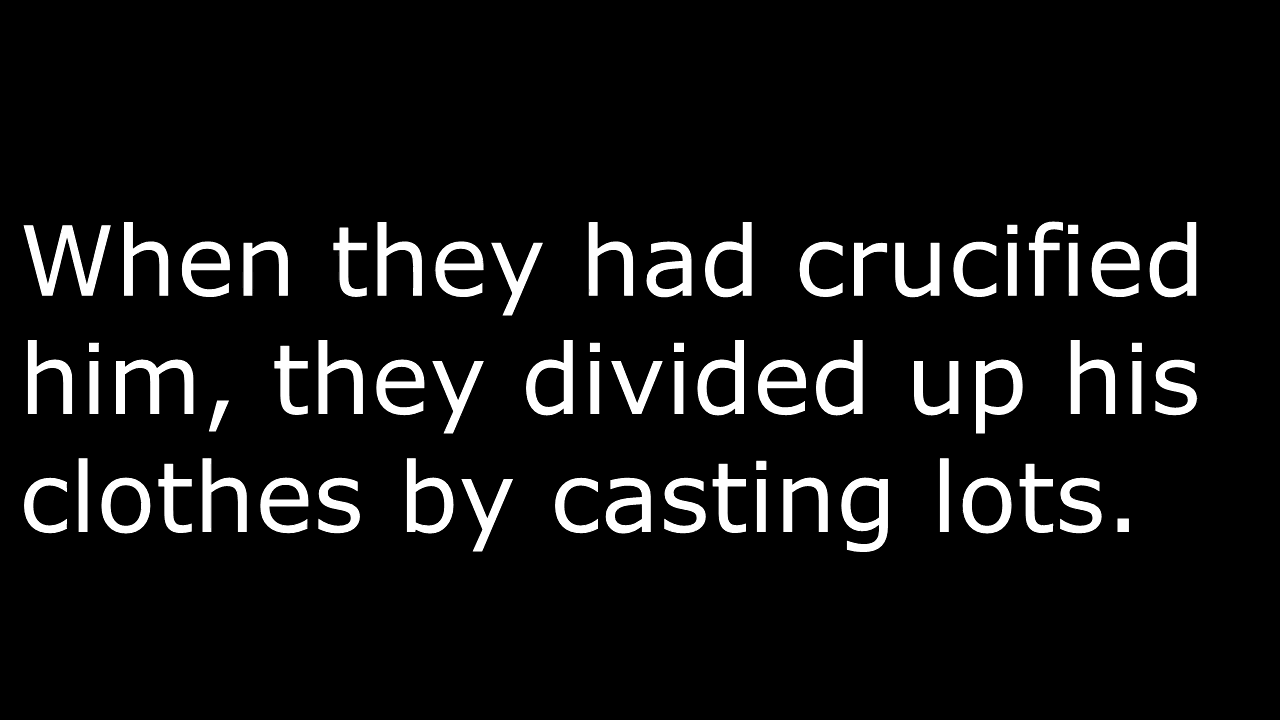 When they had crucified
him, they divided up his
clothes by casting lots.